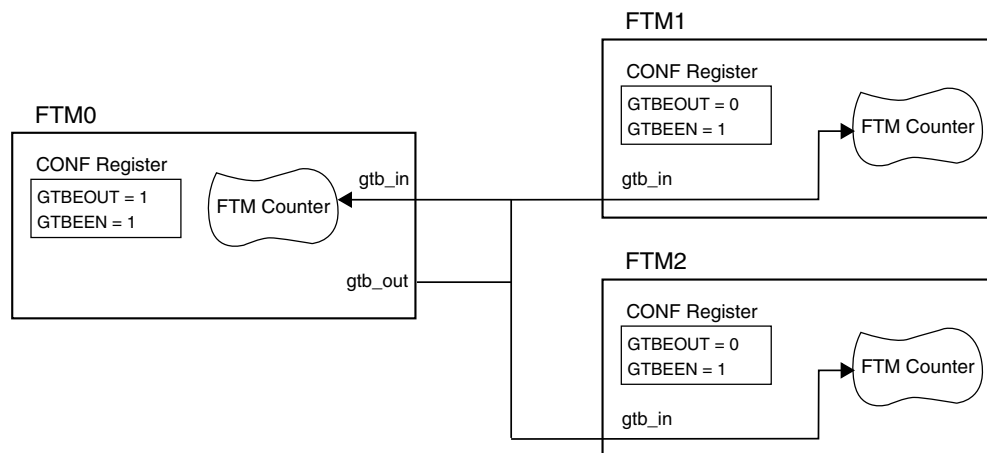 FTM0
CONF Register
GTBEOUT = 1
GTBEEN = 1
FTM Counter
gtb_in
gtb_out
FTM1
CONF Register
GTBEOUT = 0
GTBEEN = 1
FTM Counter
gtb_in
FTM2
CONF Register
GTBEOUT = 0
GTBEEN = 1
FTM Counter
gtb_in